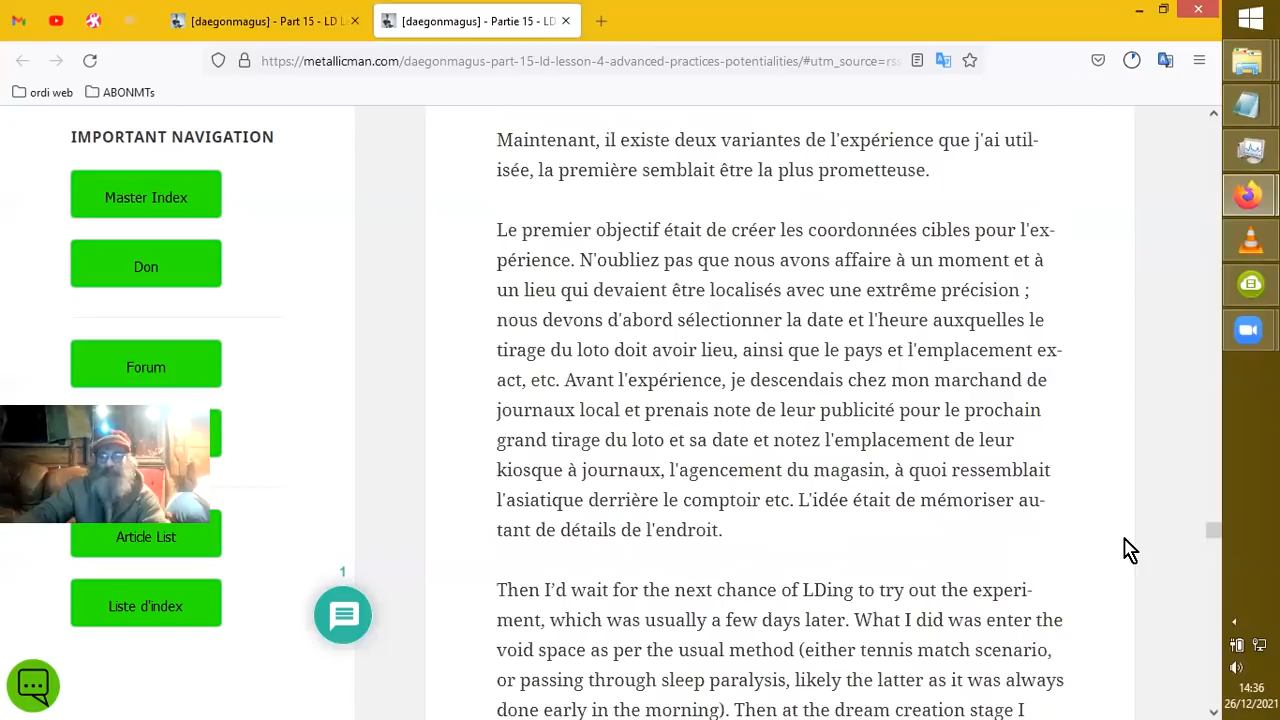 [daegonmagus] - Part 15 - LD L
[daegonmagus] - Partie 15 - LD
https://metallicman.com/daegonmagus-part-15-ld-lesson-4-advanced-practices-potentialities/#utm_source=rss
ordi web
ABONMTs
IMPORTANT NAVIGATION
Master Index
Don
Forum
Article List
Liste d'index
1
Maintenant, il existe deux variantes de l'expérience que j'ai util-
isée, la première semblait être la plus prometteuse.
Le premier objectif était de créer les coordonnées cibles pour l'ex-
périence. N'oubliez pas que nous avons affaire à un moment et à
un lieu qui devaient être localisés avec une extrême précision ;
nous devons d'abord sélectionner la date et l'heure auxquelles le
tirage du loto doit avoir lieu, ainsi que le pays et l'emplacement ex-
act, etc. Avant l'expérience, je descendais chez mon marchand de
journaux local et prenais note de leur publicité pour le prochain
grand tirage du loto et sa date et notez l'emplacement de leur
kiosque à journaux, l'agencement du magasin, à quoi ressemblait
l'asiatique derrière le comptoir etc. L'idée était de mémoriser au-
tant de détails de l'endroit.
Then I’d wait for the next chance of LDing to try out the experi-
ment, which was usually a few days later. What I did was enter the
void space as per the usual method (either tennis match scenario,
or passing through sleep paralysis, likely the latter as it was always
done early in the morning). Then at the dream creation stage I
14:36
26/12/2021